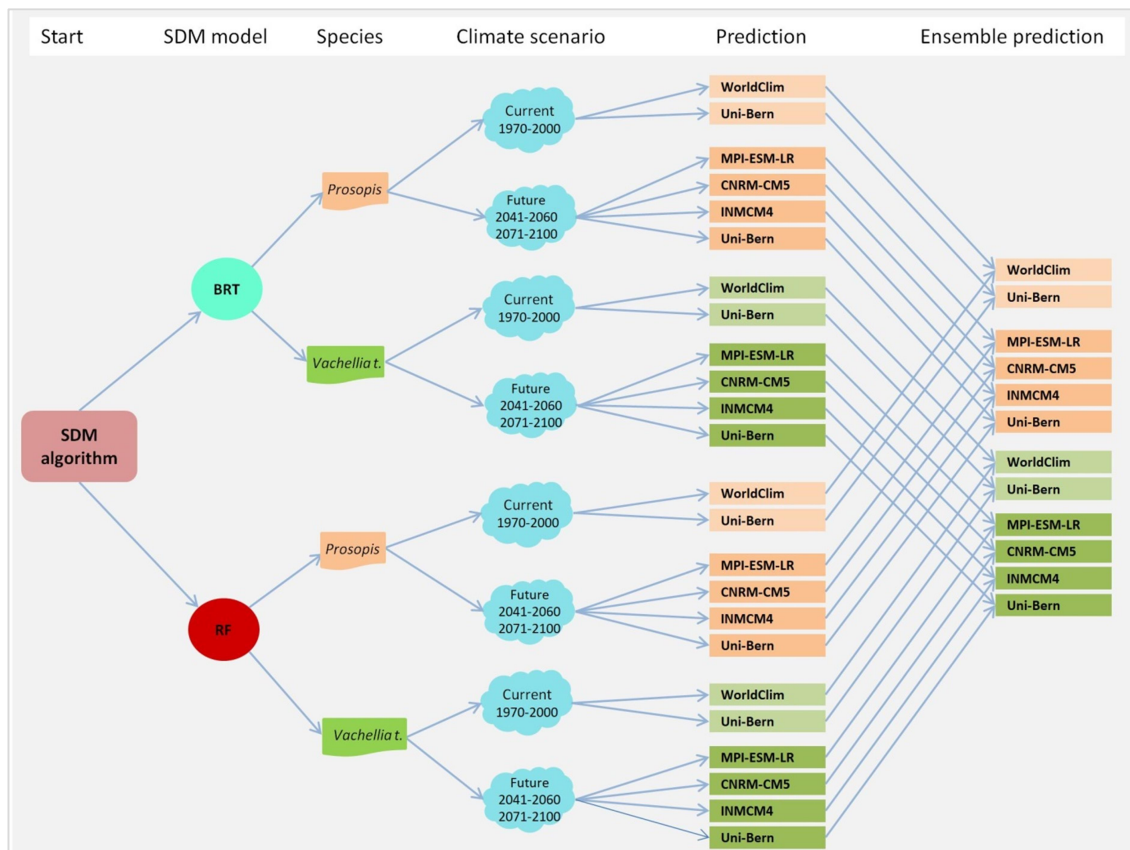 Start SDM model Species Climate scenario Prediction Ensemble prediction
SDM
algorithm
BRT
RF
Prosopis
Vachellia t.
Prosopis
Vachellia t.
Current
1970-2000
Future
2041-2060
2071-2100
Current
1970-2000
Future
2041-2060
2071-2100
Current
1970-2000
Future
2041-2060
2071-2100
Current
1970-2000
Future
2041-2060
2071-2100
WorldClim
Uni-Bern
MPI-ESM-LR
CNRM-CM5
INMCM4
Uni-Bern
WorldClim
Uni-Bern
MPI-ESM-LR
CNRM-CM5
INMCM4
Uni-Bern
WorldClim
Uni-Bern
MPI-ESM-LR
CNRM-CM5
INMCM4
Uni-Bern
WorldClim
Uni-Bern
MPI-ESM-LR
CNRM-CM5
INMCM4
Uni-Bern
WorldClim
Uni-Bern
MPI-ESM-LR
CNRM-CM5
INMCM4
Uni-Bern
WorldClim
Uni-Bern
MPI-ESM-LR
CNRM-CM5
INMCM4
Uni-Bern